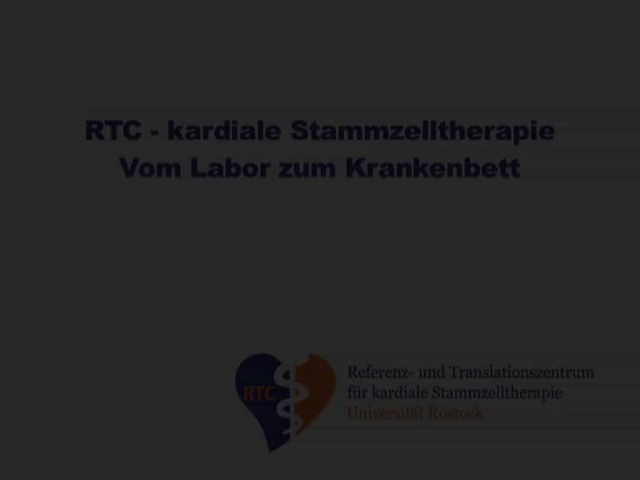 RTC - kardiale Stammzelltherapie
Vom Labor zum Krankenbett
RTC
Referenz- und Translationszentrum
für kardiale Stammzelltherapie
Universität Rostock